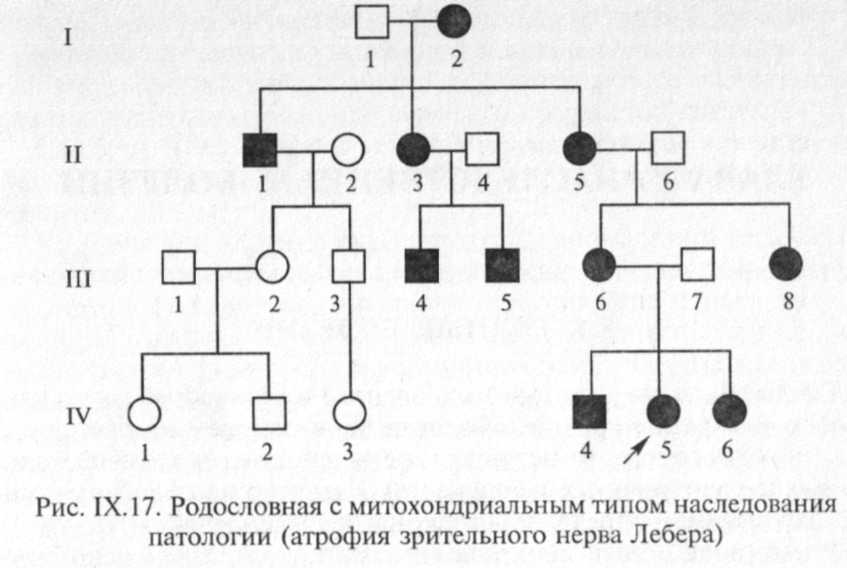 I
1 2
II
1 2 3 4 5 6
III
1 2 3 4 5 6 7 8
IV
1 2 3 4 5 6
Рис. IX.17. Родословная с митохондриальным типом наследования
патологии (атрофия зрительного нерва Лебера)